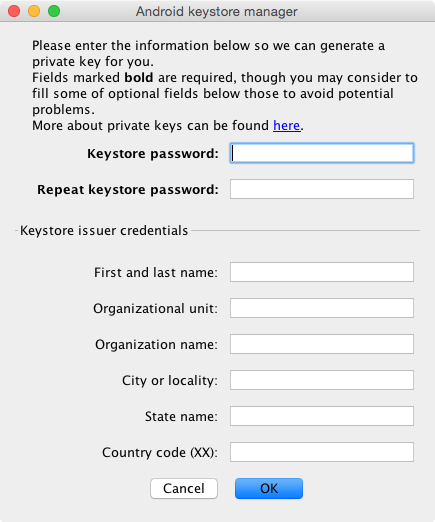 Android keystore manager
Please enter the information below so we can generate a
private key for you.
Fields marked bold are required, though you may consider to
fill some of optional fields below those to avoid potential
problems.
More about private keys can be found here.
Keystore password:
Repeat keystore password:
Keystore issuer credentials
First and last name:
Organizational unit:
Organization name:
City or locality:
State name:
Country code (XX):
Cancel OK